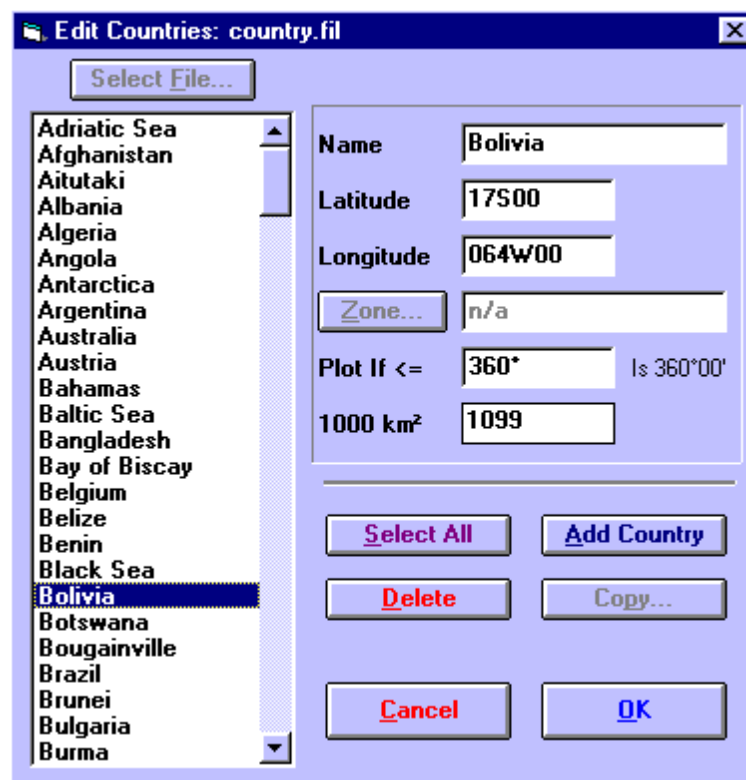 Edit Countries: country.fil
Select File...
Adriatic Sea
Afghanistan
Aitutaki
Albania
Algeria
Angola
Antarctica
Argentina
Australia
Austria
Bahamas
Baltic Sea
Bangladesh
Bay of Biscay
Belgium
Belize
Benin
Black Sea
Bolivia
Botswana
Bougainville
Brazil
Brunei
Bulgaria
Burma
Name Bolivia
Latitude 17S00
Longitude 064W00
Zone... n/a
Plot If <= 360° Is 360°00'
1000 km² 1099
Select All Add Country
Delete Copy...
Cancel OK